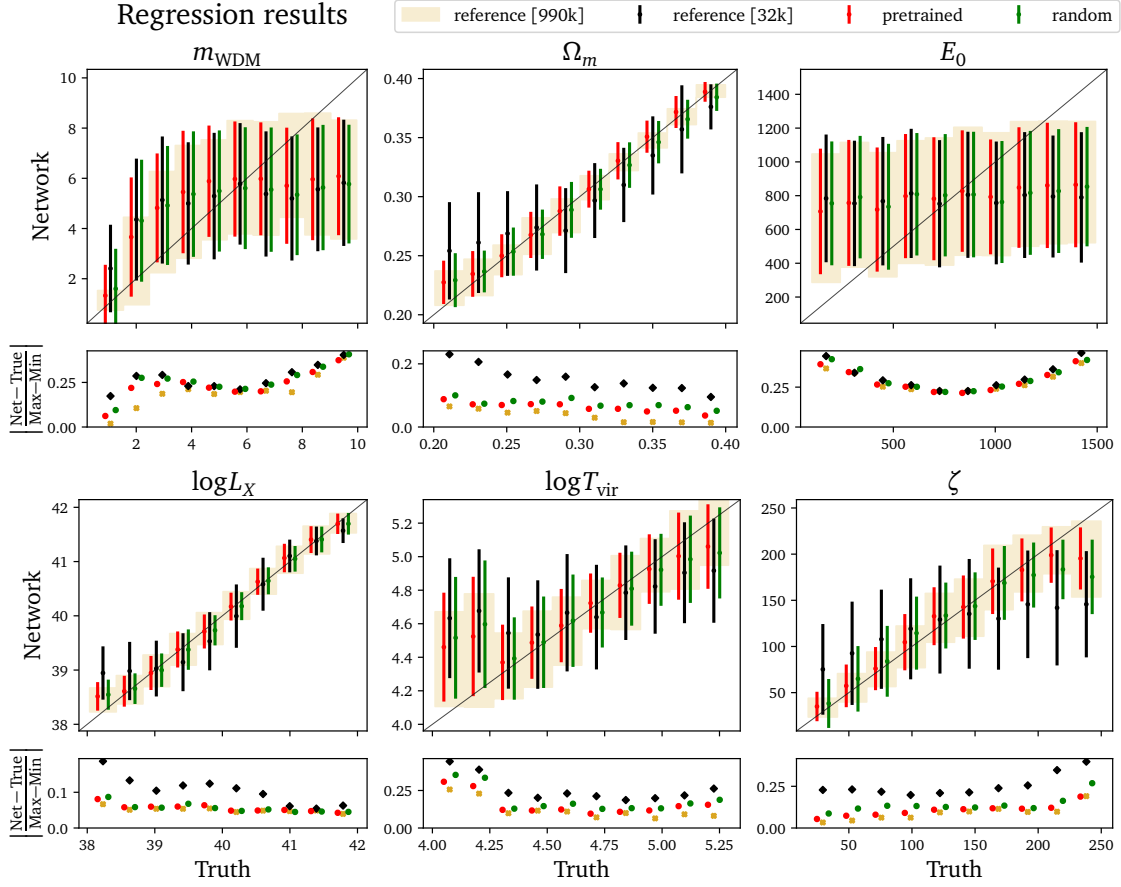 Regression results
reference [990k] reference [32k] pretrained random
m_WDM Ω_m E_0
Network
10 8 6 4 2
0.40 0.35 0.30 0.25 0.20
1400 1200 1000 800 600 400 200
|Net−True / Max−Min|
0.25 0.00
0.2 0.0
0.25 0.00
2 4 6 8 10
0.20 0.25 0.30 0.35 0.40
500 1000 1500
logL_X logT_vir ζ
Network
42 41 40 39 38
5.2 5.0 4.8 4.6 4.4 4.2 4.0
250 200 150 100 50
|Net−True / Max−Min|
0.1 0.0
0.25 0.00
0.25 0.00
38 39 40 41 42
4.00 4.25 4.50 4.75 5.00 5.25
50 100 150 200 250
Truth Truth Truth